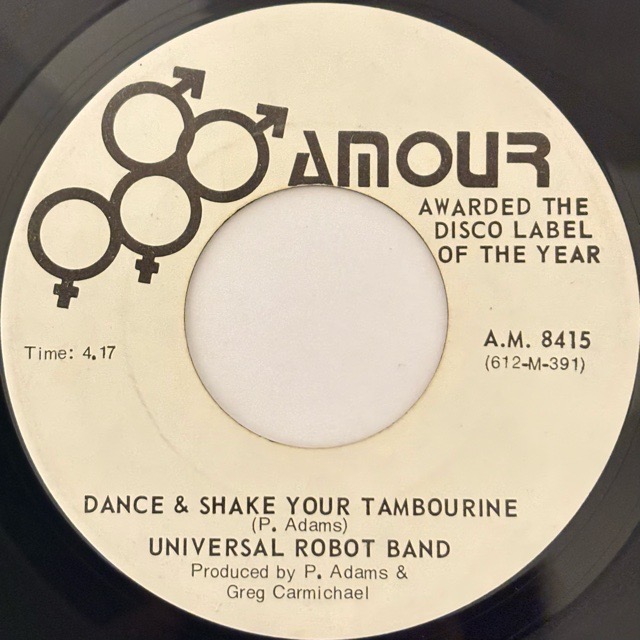 AMOUR
AWARDED THE
DISCO LABEL
OF THE YEAR
Time: 4.17
A.M. 8415
(612-M-391)
DANCE & SHAKE YOUR TAMBOURINE
(P. Adams)
UNIVERSAL ROBOT BAND
Produced by P. Adams &
Greg Carmichael